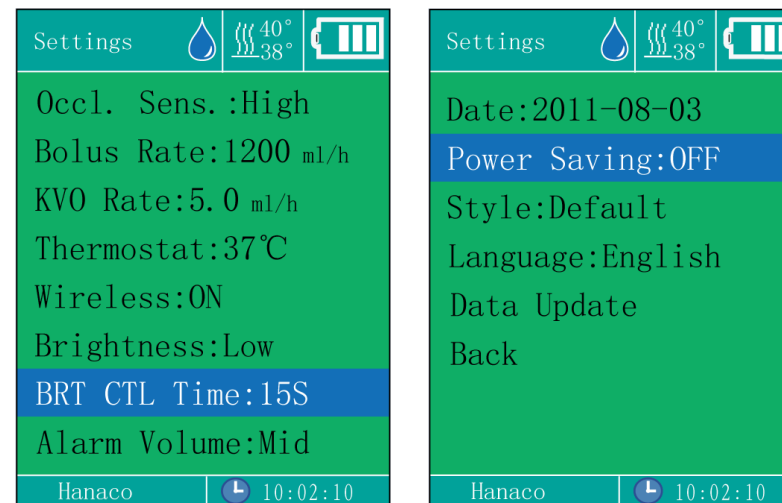 Settings
40°
38°
Occl. Sens.:High
Bolus Rate:1200 ml/h
KVO Rate:5.0 ml/h
Thermostat:37℃
Wireless:ON
Brightness:Low
BRT CTL Time:15S
Alarm Volume:Mid
Hanaco
10:02:10
Settings
40°
38°
Date:2011-08-03
Power Saving:OFF
Style:Default
Language:English
Data Update
Back
Hanaco
10:02:10